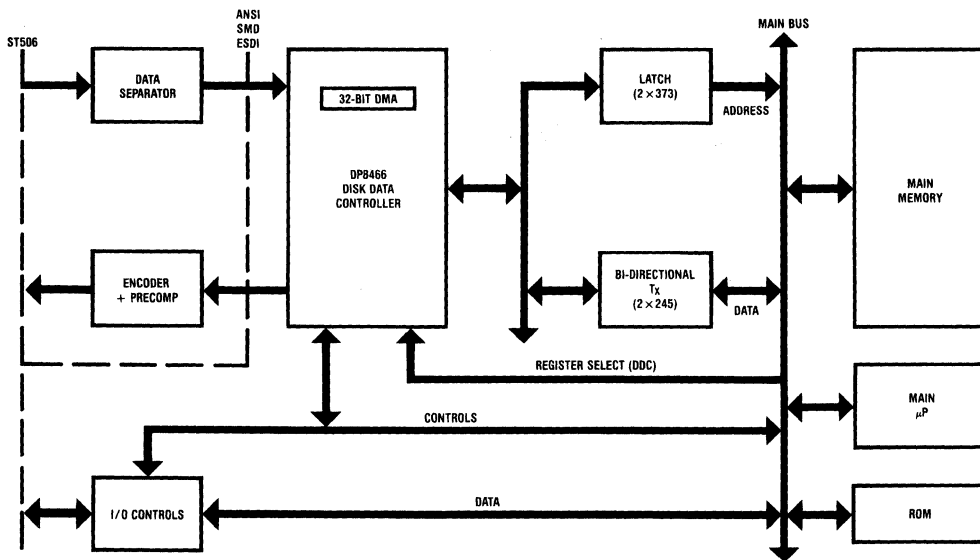 ST506
ANSI
SMD
ESDI
MAIN BUS
DATA
SEPARATOR
32-BIT DMA
DP8466
DISK DATA
CONTROLLER
LATCH
(2 × 373)
ADDRESS
MAIN
MEMORY
ENCODER
+ PRECOMP
BI-DIRECTIONAL
TX
(2 × 245)
DATA
REGISTER SELECT (DDC)
MAIN
μP
CONTROLS
I/O CONTROLS
DATA
ROM